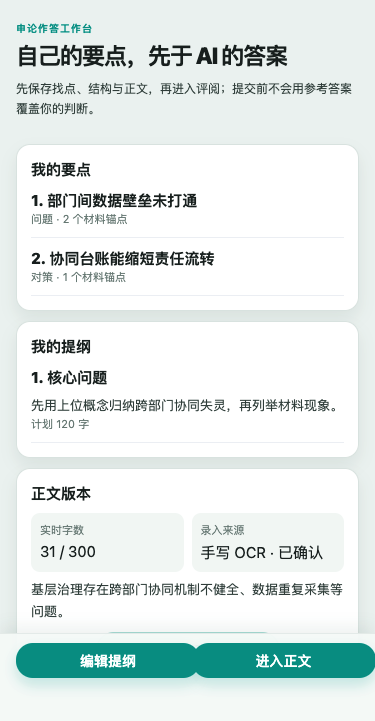 申论作答工作台
自己的要点，先于 AI 的答案
先保存找点、结构与正文，再进入评阅；提交前不会用参考答案
覆盖你的判断。
我的要点
1. 部门间数据壁垒未打通
问题 · 2 个材料锚点
2. 协同台账能缩短责任流转
对策 · 1 个材料锚点
我的提纲
1. 核心问题
先用上位概念归纳跨部门协同失灵，再列举材料现象。
计划 120 字
正文版本
实时字数
31 / 300
录入来源
手写 OCR · 已确认
基层治理存在跨部门协同机制不健全、数据重复采集等
问题。
编辑提纲
进入正文